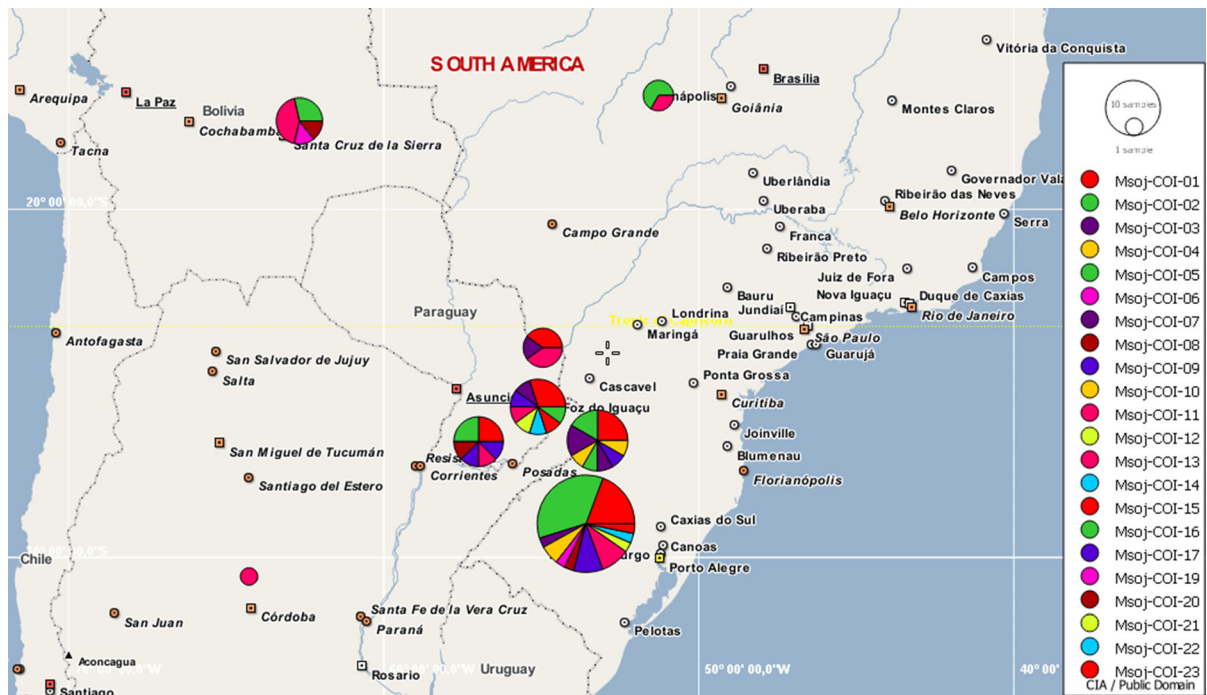 SOUTH AMERICA
Vitória da Conquista
Arequipa
La Paz
Bolivia
Cochabamba
Santa Cruz de la Sierra
Tacna
Brasília
Goiânia
Montes Claros
Governador Vala
Uberlândia
Ribeirão das Neves
Uberaba
Belo Horizonte
Serra
20° 00' 00,0"S
Campo Grande
Franca
Ribeirão Preto
Juiz de Fora
Campos
Bauru
Nova Iguaçu
Duque de Caxias
Jundiaí
Rio de Janeiro
Paraguay
Londrina
Campinas
Maringá
Guarulhos
São Paulo
Antofagasta
Praia Grande
Guarujá
San Salvador de Jujuy
Salta
Cascavel
Ponta Grossa
Foz do Iguaçu
Curitiba
Joinville
San Miguel de Tucumán
Blumenau
Corrientes
Posadas
Florianópolis
Santiago del Estero
Caxias do Sul
Canoas
Porto Alegre
Chile
Santa Fe de la Vera Cruz
Córdoba
San Juan
Paraná
Pelotas
Aconcagua
Uruguay
Rosario
50° 00' 00,0"W
40° 00'
Santiago
10 samples
1 sample
Msoj-COI-01
Msoj-COI-02
Msoj-COI-03
Msoj-COI-04
Msoj-COI-05
Msoj-COI-06
Msoj-COI-07
Msoj-COI-08
Msoj-COI-09
Msoj-COI-10
Msoj-COI-11
Msoj-COI-12
Msoj-COI-13
Msoj-COI-14
Msoj-COI-15
Msoj-COI-16
Msoj-COI-17
Msoj-COI-19
Msoj-COI-20
Msoj-COI-21
Msoj-COI-22
Msoj-COI-23
CIA / Public Domain